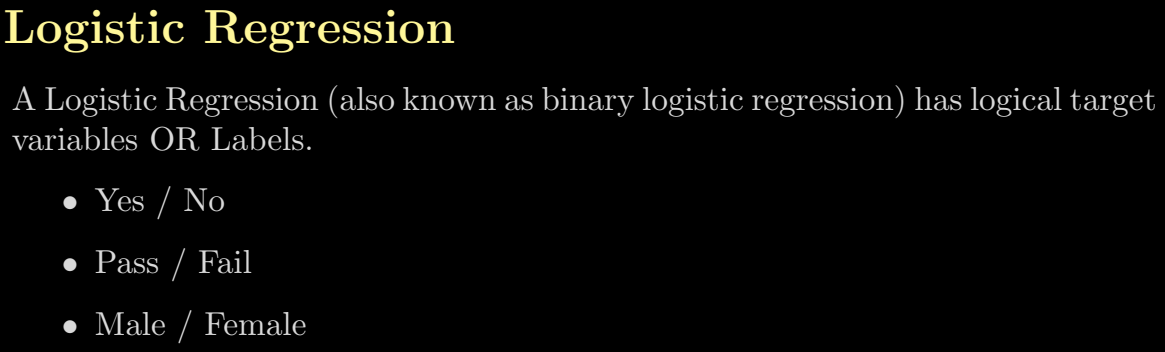 Logistic Regression
A Logistic Regression (also known as binary logistic regression) has logical target
variables OR Labels.
• Yes / No
• Pass / Fail
• Male / Female